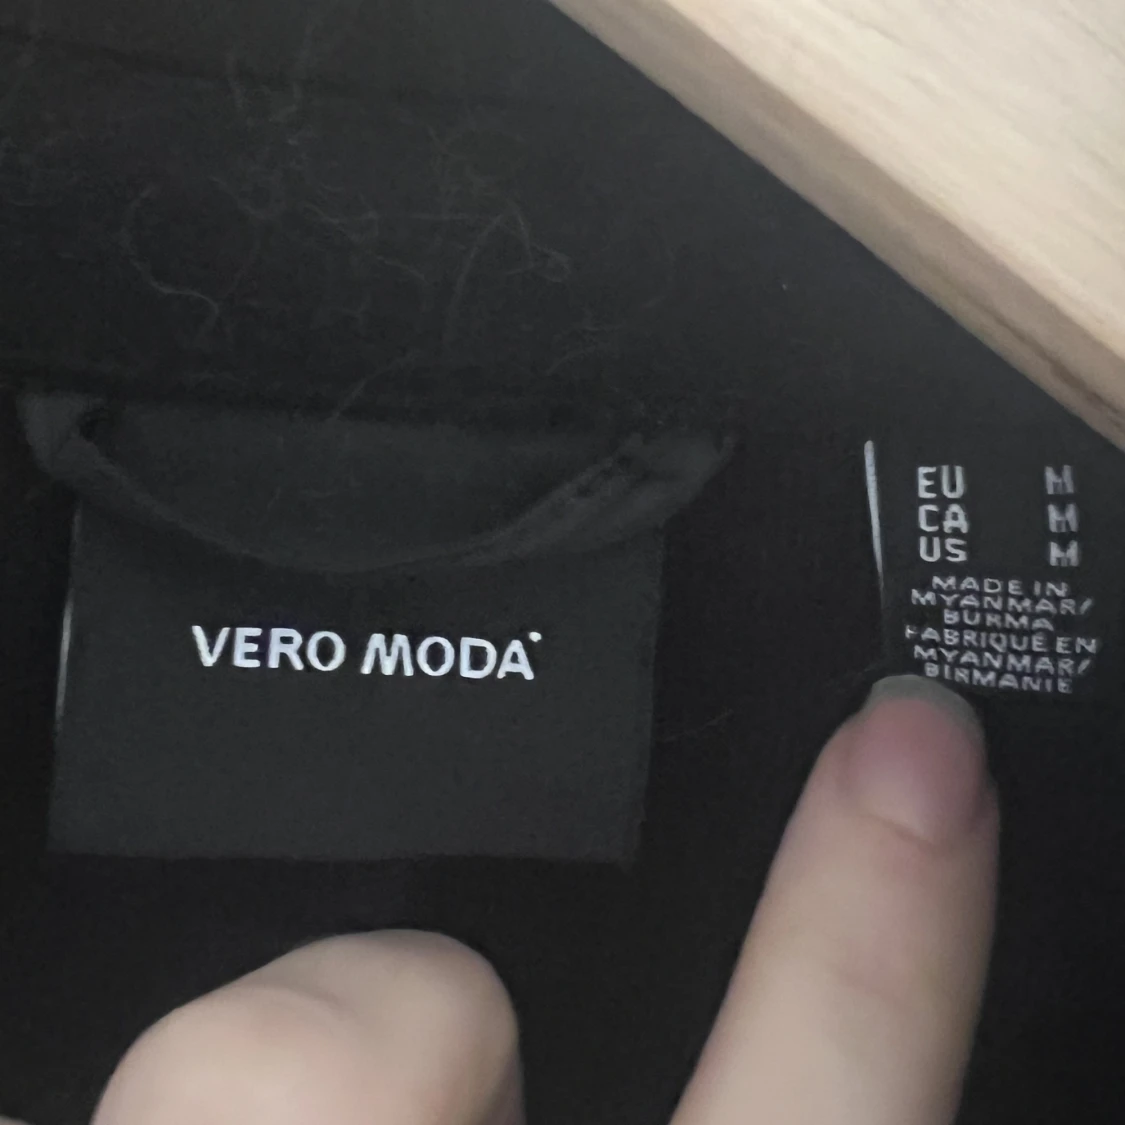 VERO MODA
EU M
CA M
US M
MADE IN
MYANMAR/
BURMA
FABRIQUÉ EN
MYANMAR/
BIRMANIE